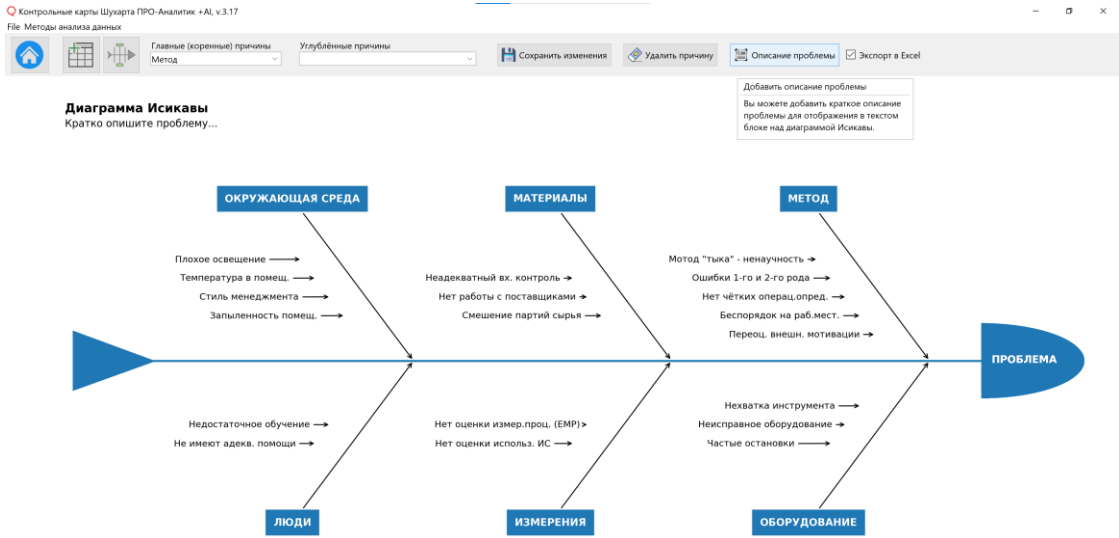 Контрольные карты Шухарта ПРО-Аналитик +AI, v.3.17
File Методы анализа данных
Главные (коренные) причины
Углублённые причины
Метод
Сохранить изменения
Удалить причину
Описание проблемы
Экспорт в Excel
Добавить описание проблемы
Вы можете добавить краткое описание
проблемы для отображения в текстом
блоке над диаграммой Исикавы.
Диаграмма Исикавы
Кратко опишите проблему...
ОКРУЖАЮЩАЯ СРЕДА
МАТЕРИАЛЫ
МЕТОД
Плохое освещение
Температура в помещ.
Стиль менеджмента
Запыленность помещ.
Неадекватный вх. контроль
Нет работы с поставщиками
Смешение партий сырья
Мотод "тыка" - ненаучность
Ошибки 1-го и 2-го рода
Нет чётких операц.опред.
Беспорядок на раб.мест.
Переоц. внешн. мотивации
ПРОБЛЕМА
Недостаточное обучение
Не имеют адекв. помощи
Нет оценки измер.проц. (EMP)
Нет оценки использ. ИС
Нехватка инструмента
Неисправное оборудование
Частые остановки
ЛЮДИ
ИЗМЕРЕНИЯ
ОБОРУДОВАНИЕ